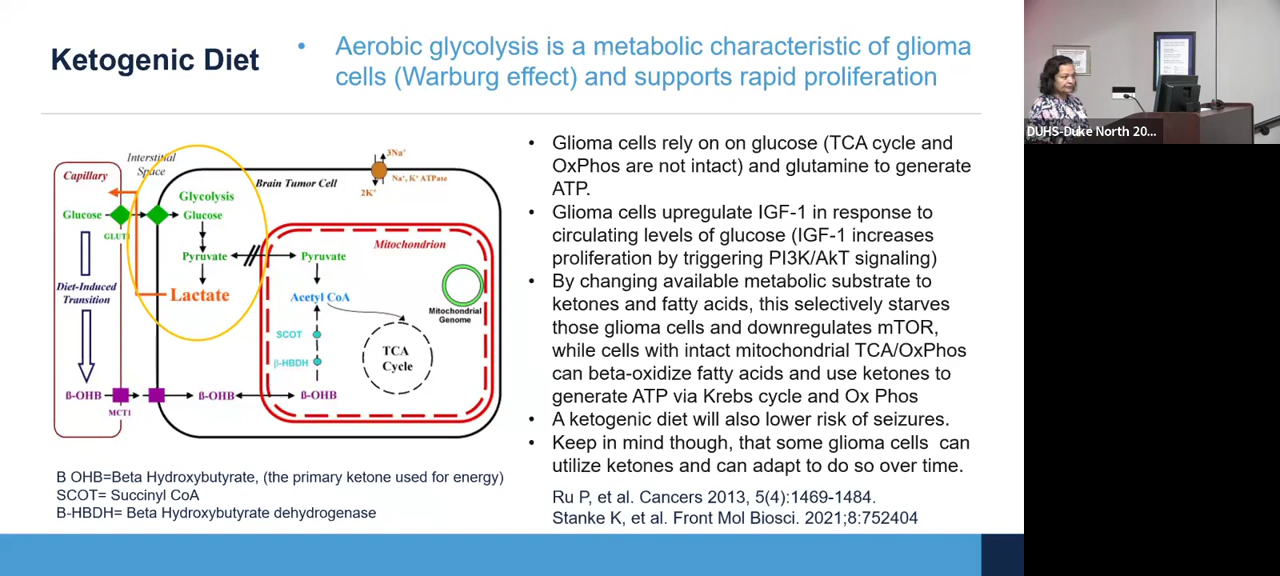 Ketogenic Diet
• Aerobic glycolysis is a metabolic characteristic of glioma
cells (Warburg effect) and supports rapid proliferation
Interstitial
Space
Capillary
Glucose
GLUT1
Diet-Induced
Transition
ß-OHB
MCT1
Glycolysis
Glucose
Pyruvate
Lactate
ß-OHB
Brain Tumor Cell
3Na+
Na+, K+ ATPase
2K+
Mitochondrion
Pyruvate
Acetyl CoA
Mitochondrial
Genome
SCOT
β-HBDH
TCA
Cycle
ß-OHB
B OHB=Beta Hydroxybutyrate, (the primary ketone used for energy)
SCOT= Succinyl CoA
B-HBDH= Beta Hydroxybutyrate dehydrogenase
• Glioma cells rely on on glucose (TCA cycle and
OxPhos are not intact) and glutamine to generate
ATP.
• Glioma cells upregulate IGF-1 in response to
circulating levels of glucose (IGF-1 increases
proliferation by triggering PI3K/AkT signaling)
• By changing available metabolic substrate to
ketones and fatty acids, this selectively starves
those glioma cells and downregulates mTOR,
while cells with intact mitochondrial TCA/OxPhos
can beta-oxidize fatty acids and use ketones to
generate ATP via Krebs cycle and Ox Phos
• A ketogenic diet will also lower risk of seizures.
• Keep in mind though, that some glioma cells can
utilize ketones and can adapt to do so over time.
Ru P, et al. Cancers 2013, 5(4):1469-1484.
Stanke K, et al. Front Mol Biosci. 2021;8:752404
DUHS-Duke North 20...